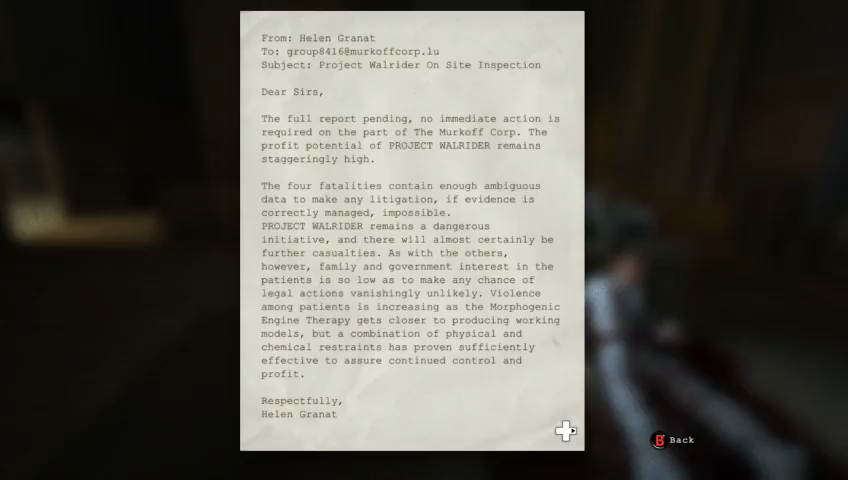 From: Helen Granat
To: group8416@murkoffcorp.lu
Subject: Project Walrider On Site Inspection
Dear Sirs,
The full report pending, no immediate action is
required on the part of The Murkoff Corp. The
profit potential of PROJECT WALRIDER remains
staggeringly high.
The four fatalities contain enough ambiguous
data to make any litigation, if evidence is
correctly managed, impossible.
PROJECT WALRIDER remains a dangerous
initiative, and there will almost certainly be
further casualties. As with the others,
however, family and government interest in the
patients is so low as to make any chance of
legal actions vanishingly unlikely. Violence
among patients is increasing as the Morphogenic
Engine Therapy gets closer to producing working
models, but a combination of physical and
chemical restraints has proven sufficiently
effective to assure continued control and
profit.
Respectfully,
Helen Granat
B Back